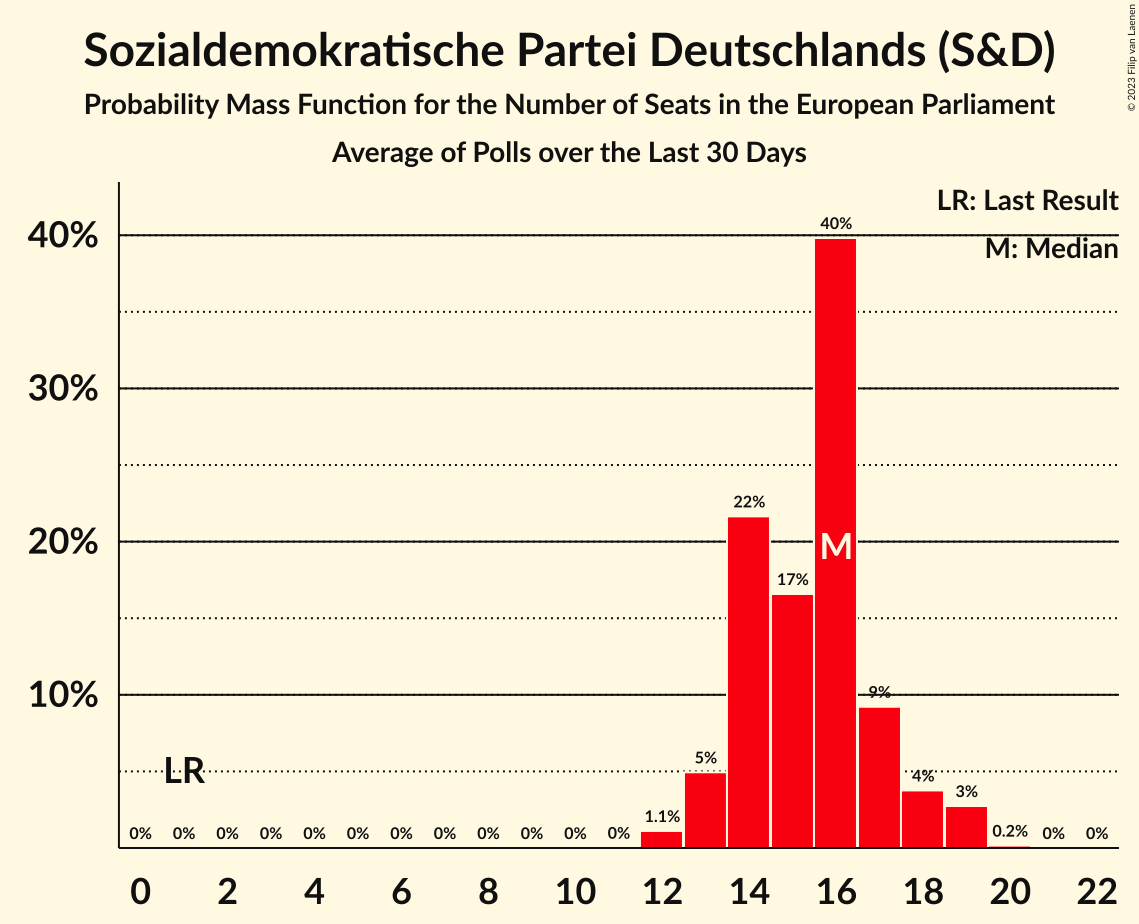 Sozialdemokratische Partei Deutschlands (S&D)
Probability Mass Function for the Number of Seats in the European Parliament
Average of Polls over the Last 30 Days
© 2023 Filip van Laenen
LR: Last Result
M: Median
40%
30%
20%
10%
40%
22%
M
17%
9%
LR
5%
4%
3%
1.1%
0.2%
0% 0% 0% 0% 0% 0% 0% 0% 0% 0% 0% 0% 0% 0%
0 2 4 6 8 10 12 14 16 18 20 22